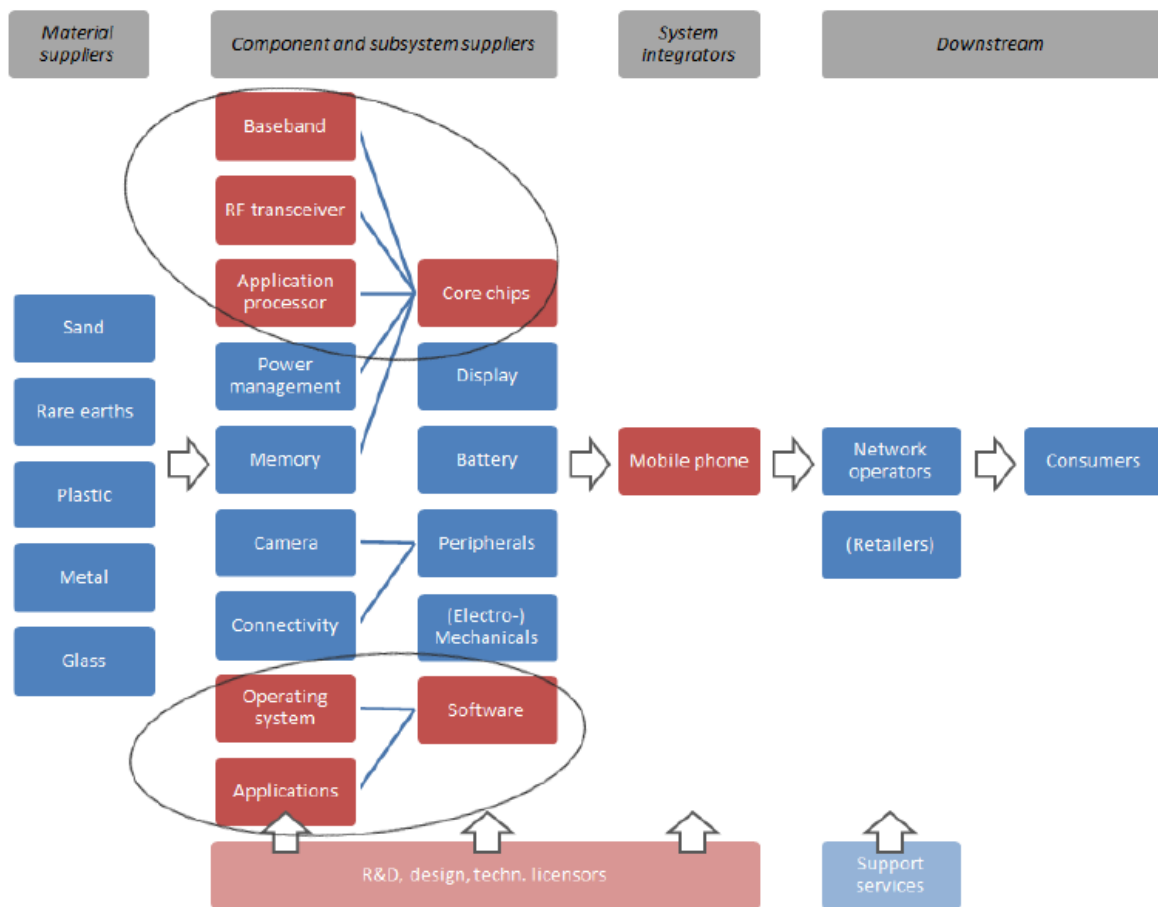 Material
suppliers
Component and subsystem suppliers
System
integrators
Downstream
Baseband
RF transceiver
Application
processor
Core chips
Sand
Power
management
Display
Rare earths
Memory
Battery
Mobile phone
Network
operators
Consumers
Plastic
Camera
Peripherals
(Retailers)
Metal
Connectivity
(Electro-)
Mechanicals
Glass
Operating
system
Software
Applications
R&D, design, techn. licensors
Support
services